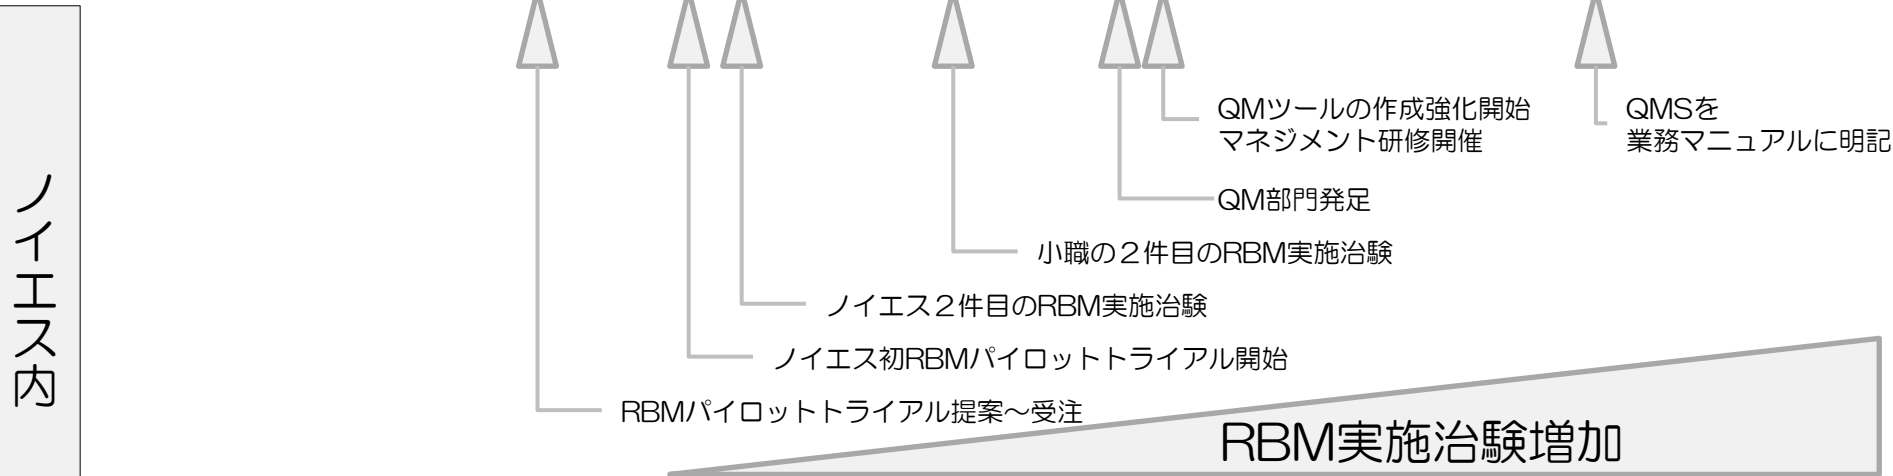 ノイエス内
QMツールの作成強化開始
マネジメント研修開催
QMSを
業務マニュアルに明記
QM部門発足
小職の２件目のRBM実施治験
ノイエス２件目のRBM実施治験
ノイエス初RBMパイロットトライアル開始
RBMパイロットトライアル提案～受注
RBM実施治験増加